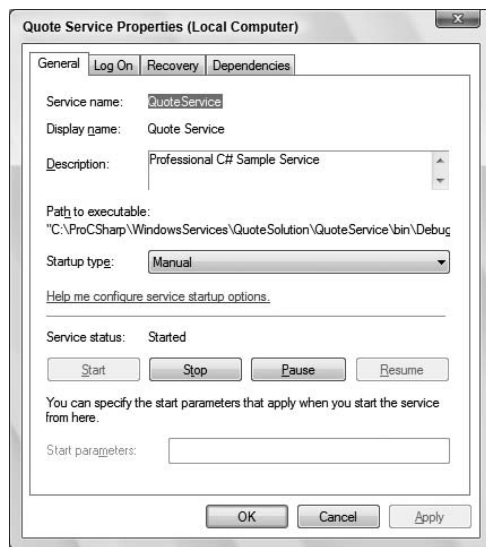 Quote Service Properties (Local Computer)
General Log On Recovery Dependencies
Service name: QuoteService
Display name: Quote Service
Description: Professional C# Sample Service
Path to executable:
"C:\ProCSharp\WindowsServices\QuoteSolution\QuoteService\bin\Debug
Startup type: Manual
Help me configure service startup options.
Service status: Started
Start Stop Pause Resume
You can specify the start parameters that apply when you start the service
from here.
Start parameters:
OK Cancel Apply